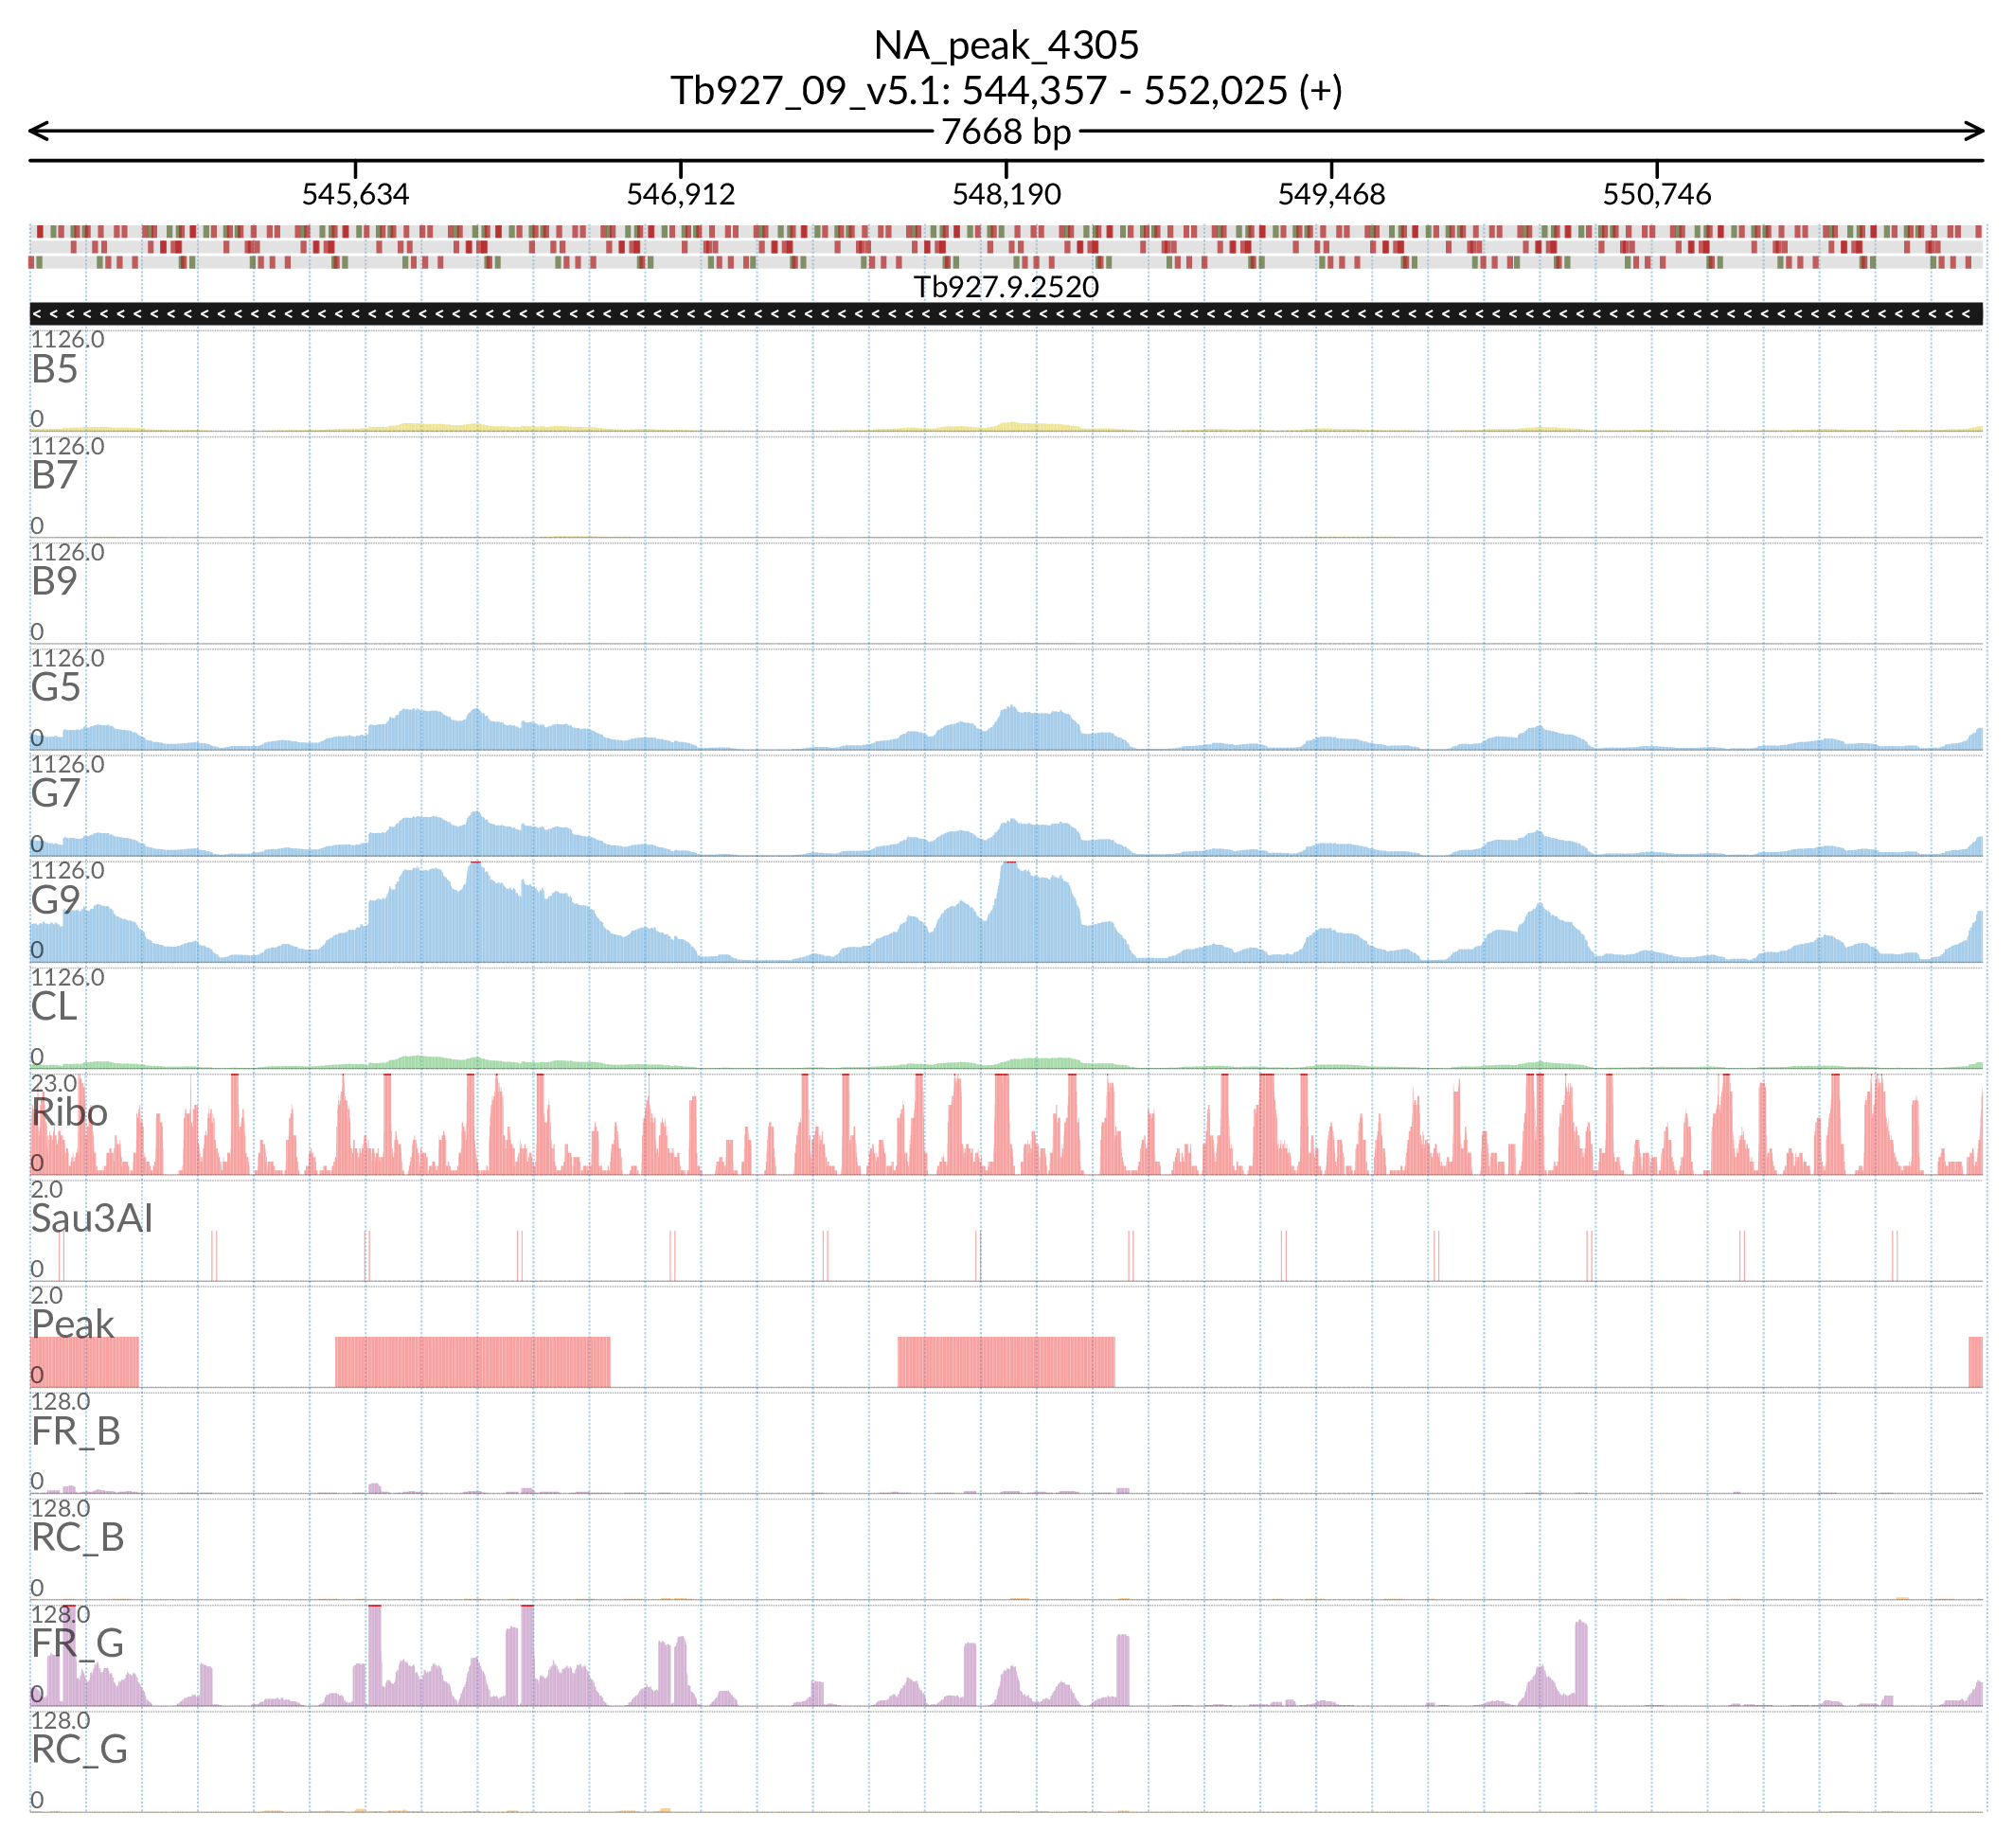 NA_peak_4305
Tb927_09_v5.1: 544,357 - 552,025 (+)
7668 bp
545,634 546,912 548,190 549,468 550,746
Tb927.9.2520
1126.0
B5
0
1126.0
B7
0
1126.0
B9
0
1126.0
G5
0
1126.0
G7
0
1126.0
G9
0
1126.0
CL
0
23.0
Ribo
0
2.0
Sau3AI
0
2.0
Peak
0
128.0
FR_B
0
128.0
RC_B
0
128.0
FR_G
0
128.0
RC_G
0